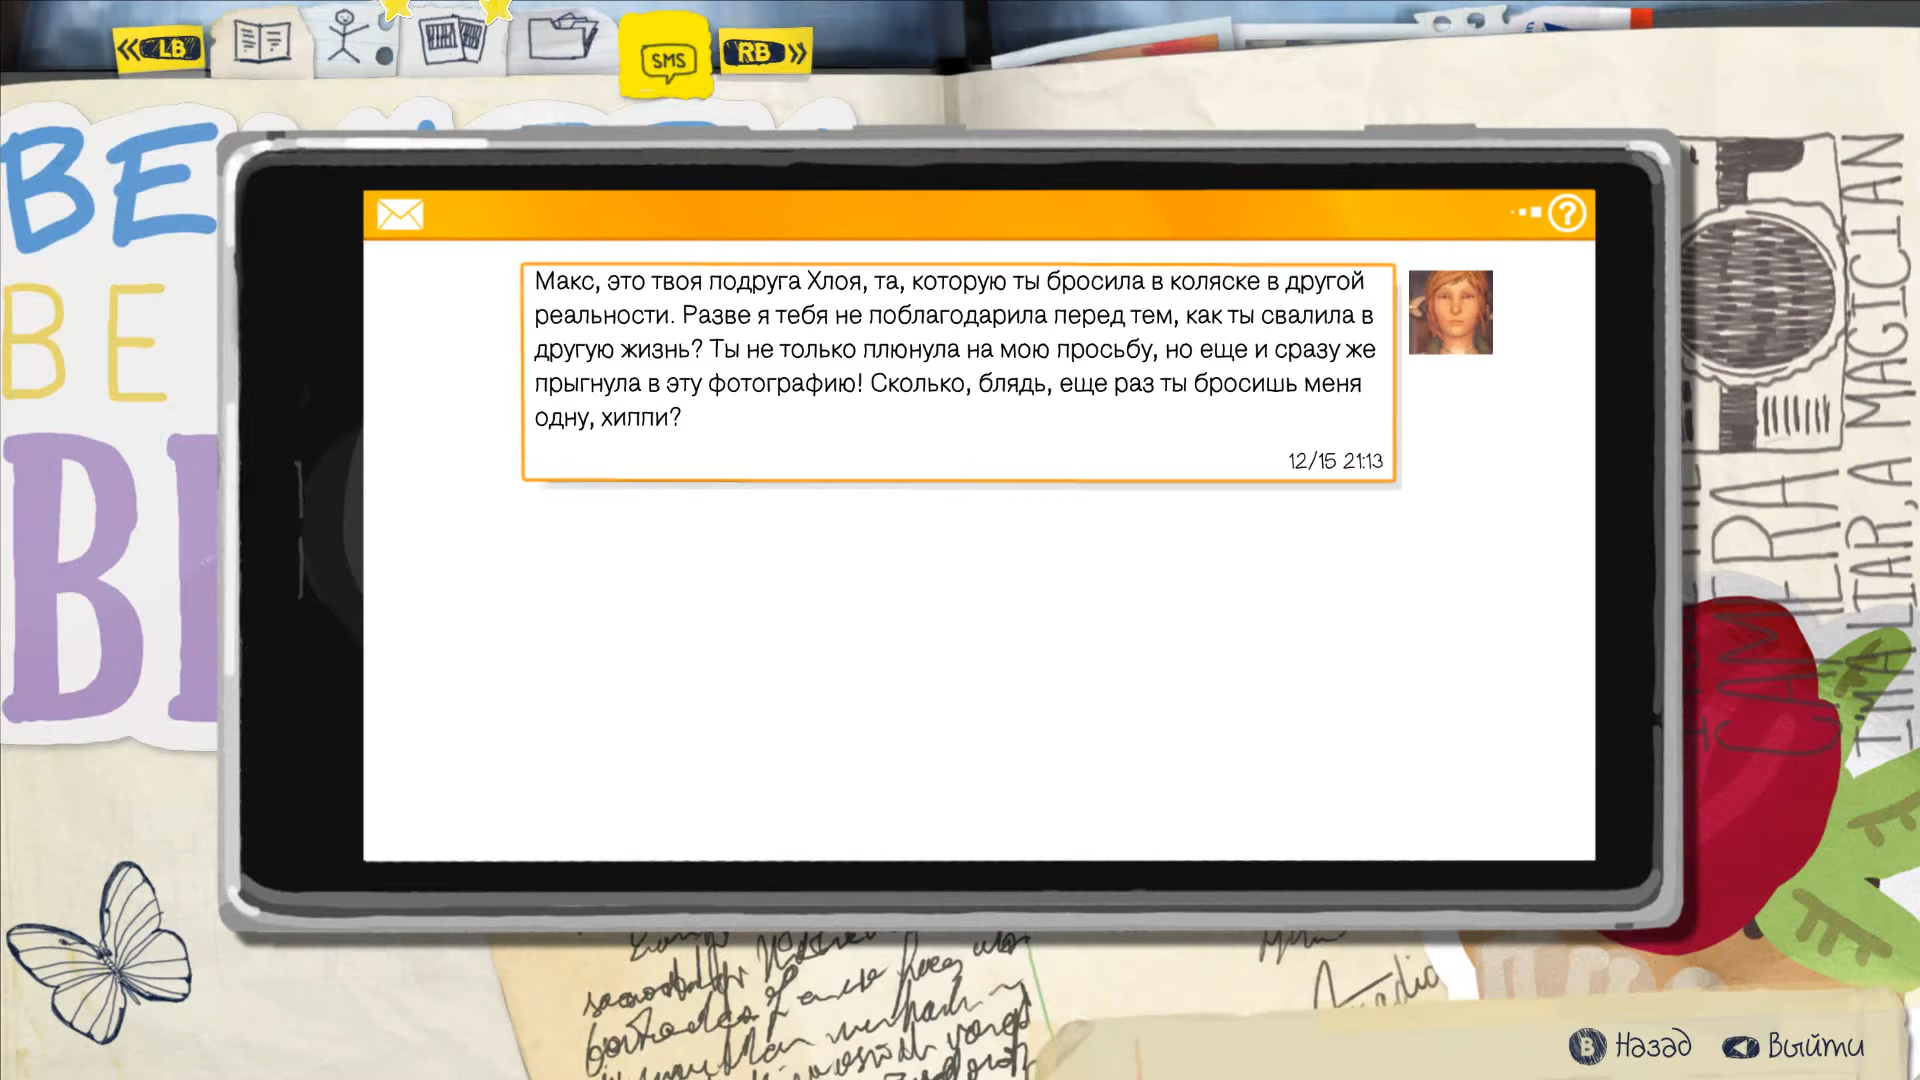 LB
SMS
RB
BE
BE
Макс, это твоя подруга Хлоя, та, которую ты бросила в коляске в другой
реальности. Разве я тебя не поблагодарила перед тем, как ты свалила в
другую жизнь? Ты не только плюнула на мою просьбу, но еще и сразу же
прыгнула в эту фотографию! Сколько, блядь, еще раз ты бросишь меня
одну, хиппи?
12/15 21:13
?
CAMERA
I'M A LIAR, A MAGICIAN
B Назад
Выйти